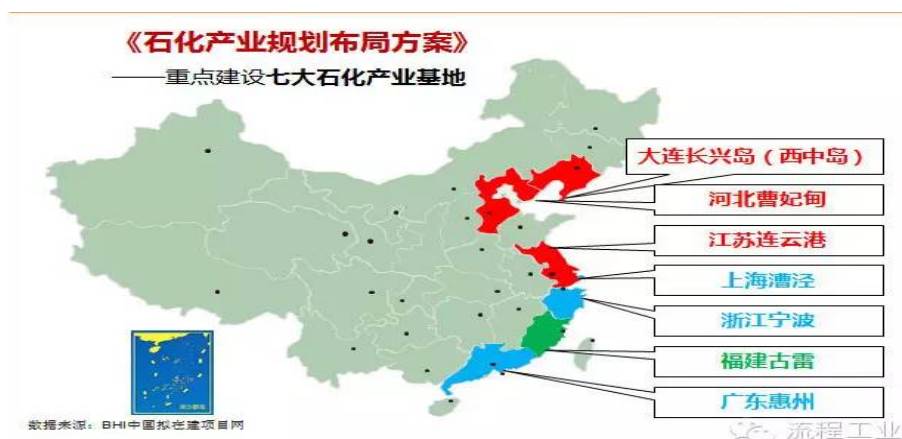 《石化产业规划布局方案》
——重点建设七大石化产业基地
大连长兴岛（西中岛）
河北曹妃甸
江苏连云港
上海漕泾
浙江宁波
福建古雷
广东惠州
数据来源：BHI中国拟在建项目网
流程工业